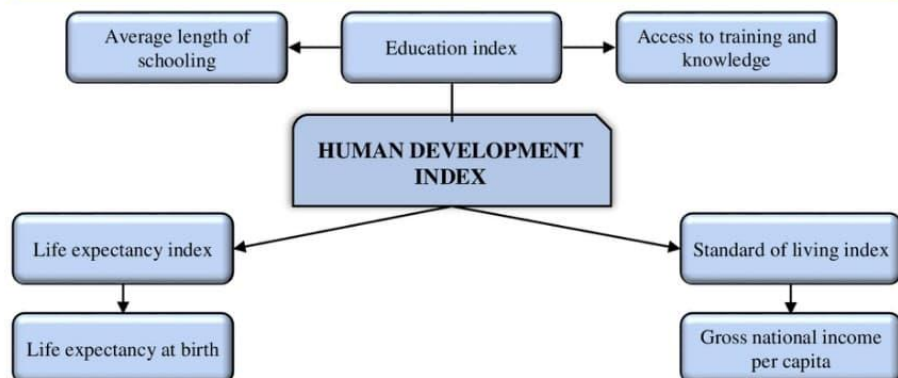 Average length of
schooling
Education index
Access to training and
knowledge
HUMAN DEVELOPMENT
INDEX
Life expectancy index
Standard of living index
Life expectancy at birth
Gross national income
per capita